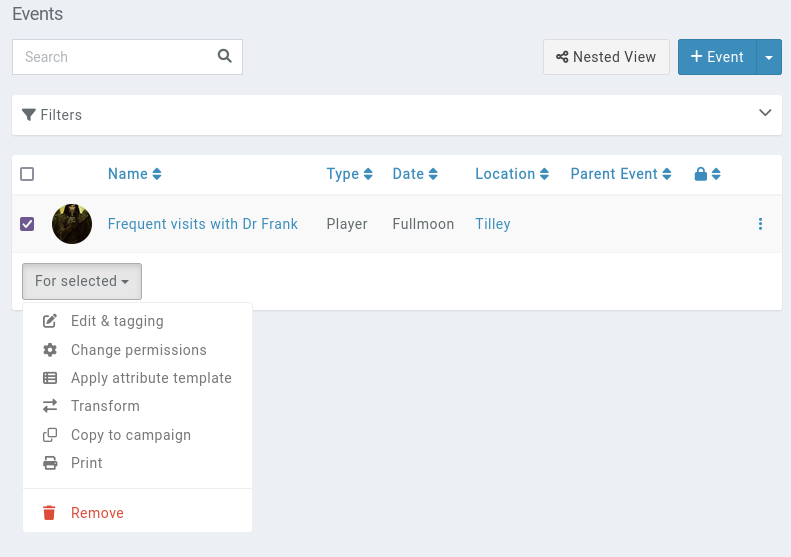 Events
Search
Nested View
Event
Filters
Name Type Date Location Parent Event
Frequent visits with Dr Frank Player Fullmoon Tilley
For selected
Edit & tagging
Change permissions
Apply attribute template
Transform
Copy to campaign
Print
Remove